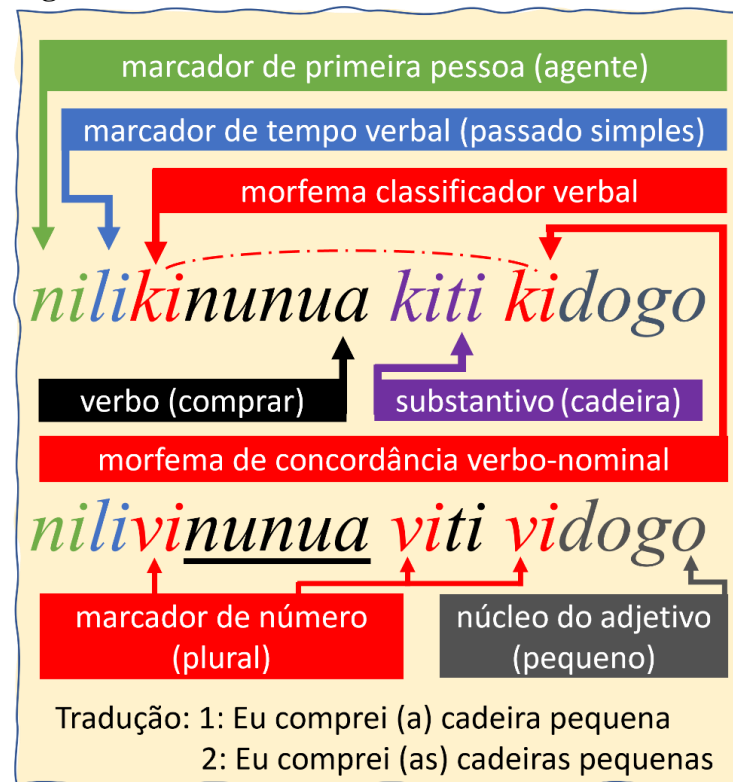 marcador de primeira pessoa (agente)
marcador de tempo verbal (passado simples)
morfema classificador verbal
nilikinunua kiti kidogo
verbo (comprar)
substantivo (cadeira)
morfema de concordância verbo-nominal
nilivinunua viti vidogo
marcador de número
(plural)
núcleo do adjetivo
(pequeno)
Tradução: 1: Eu comprei (a) cadeira pequena
2: Eu comprei (as) cadeiras pequenas